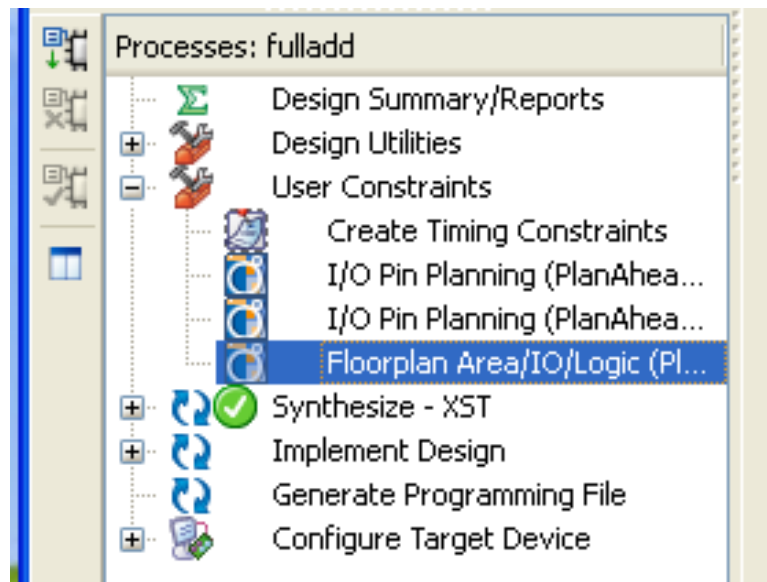 Processes: fulladd
Design Summary/Reports
Design Utilities
User Constraints
Create Timing Constraints
I/O Pin Planning (PlanAhea...
I/O Pin Planning (PlanAhea...
Floorplan Area/IO/Logic (Pl...
Synthesize - XST
Implement Design
Generate Programming File
Configure Target Device